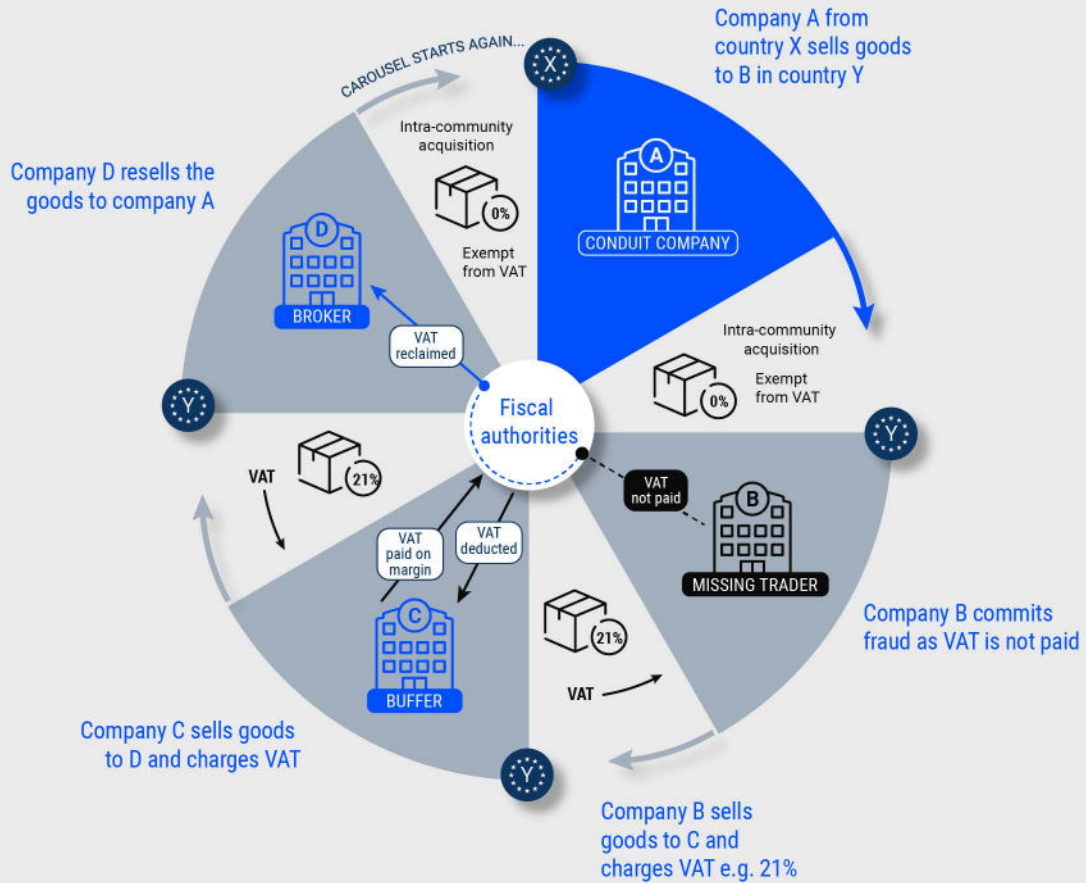 CAROUSEL STARTS AGAIN...
X
Company A from
country X sells goods
to B in country Y
A
CONDUIT COMPANY
Intra-community
acquisition
0%
Exempt
from VAT
Y
Company B commits
fraud as VAT is not paid
B
MISSING TRADER
VAT
not paid
Company B sells
goods to C and
charges VAT e.g. 21%
21%
VAT
Y
Company C sells goods
to D and charges VAT
C
BUFFER
VAT
paid on
margin
VAT
deducted
21%
VAT
Y
Company D resells the
goods to company A
D
BROKER
VAT
reclaimed
Intra-community
acquisition
0%
Exempt
from VAT
Fiscal
authorities